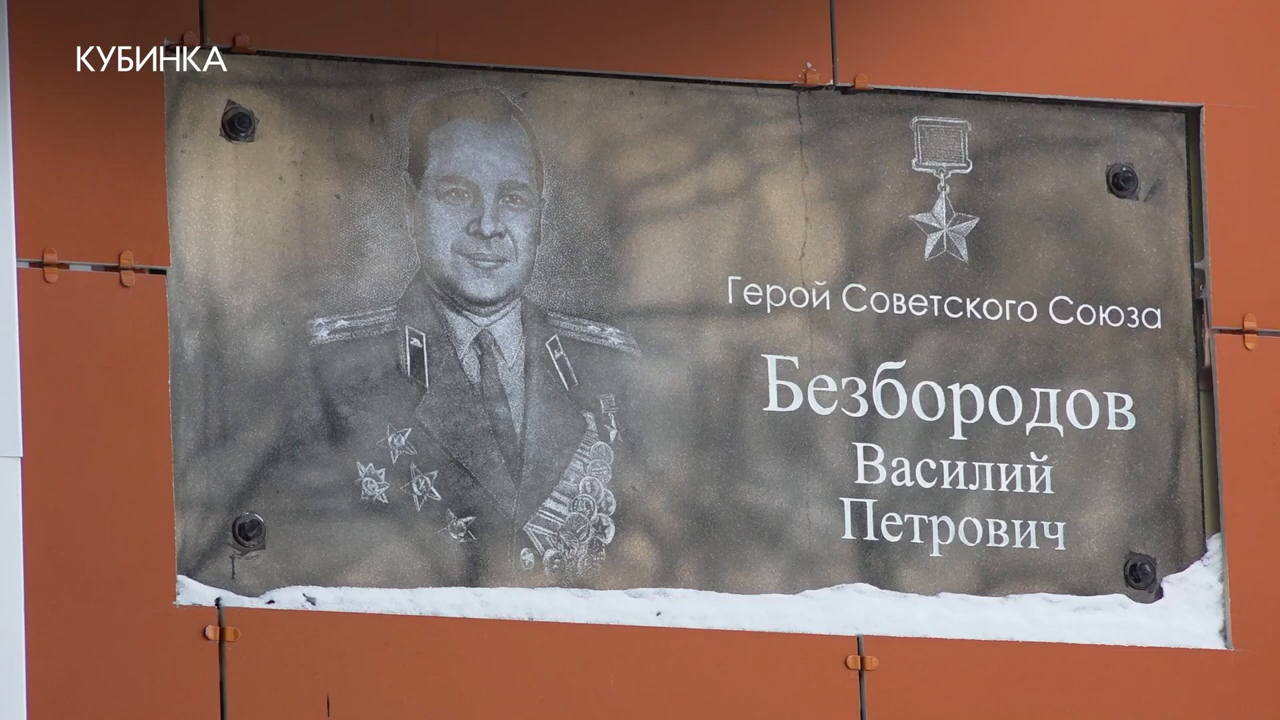 КУБИНКА
Герой Советского Союза
Безбородов
Василий
Петрович